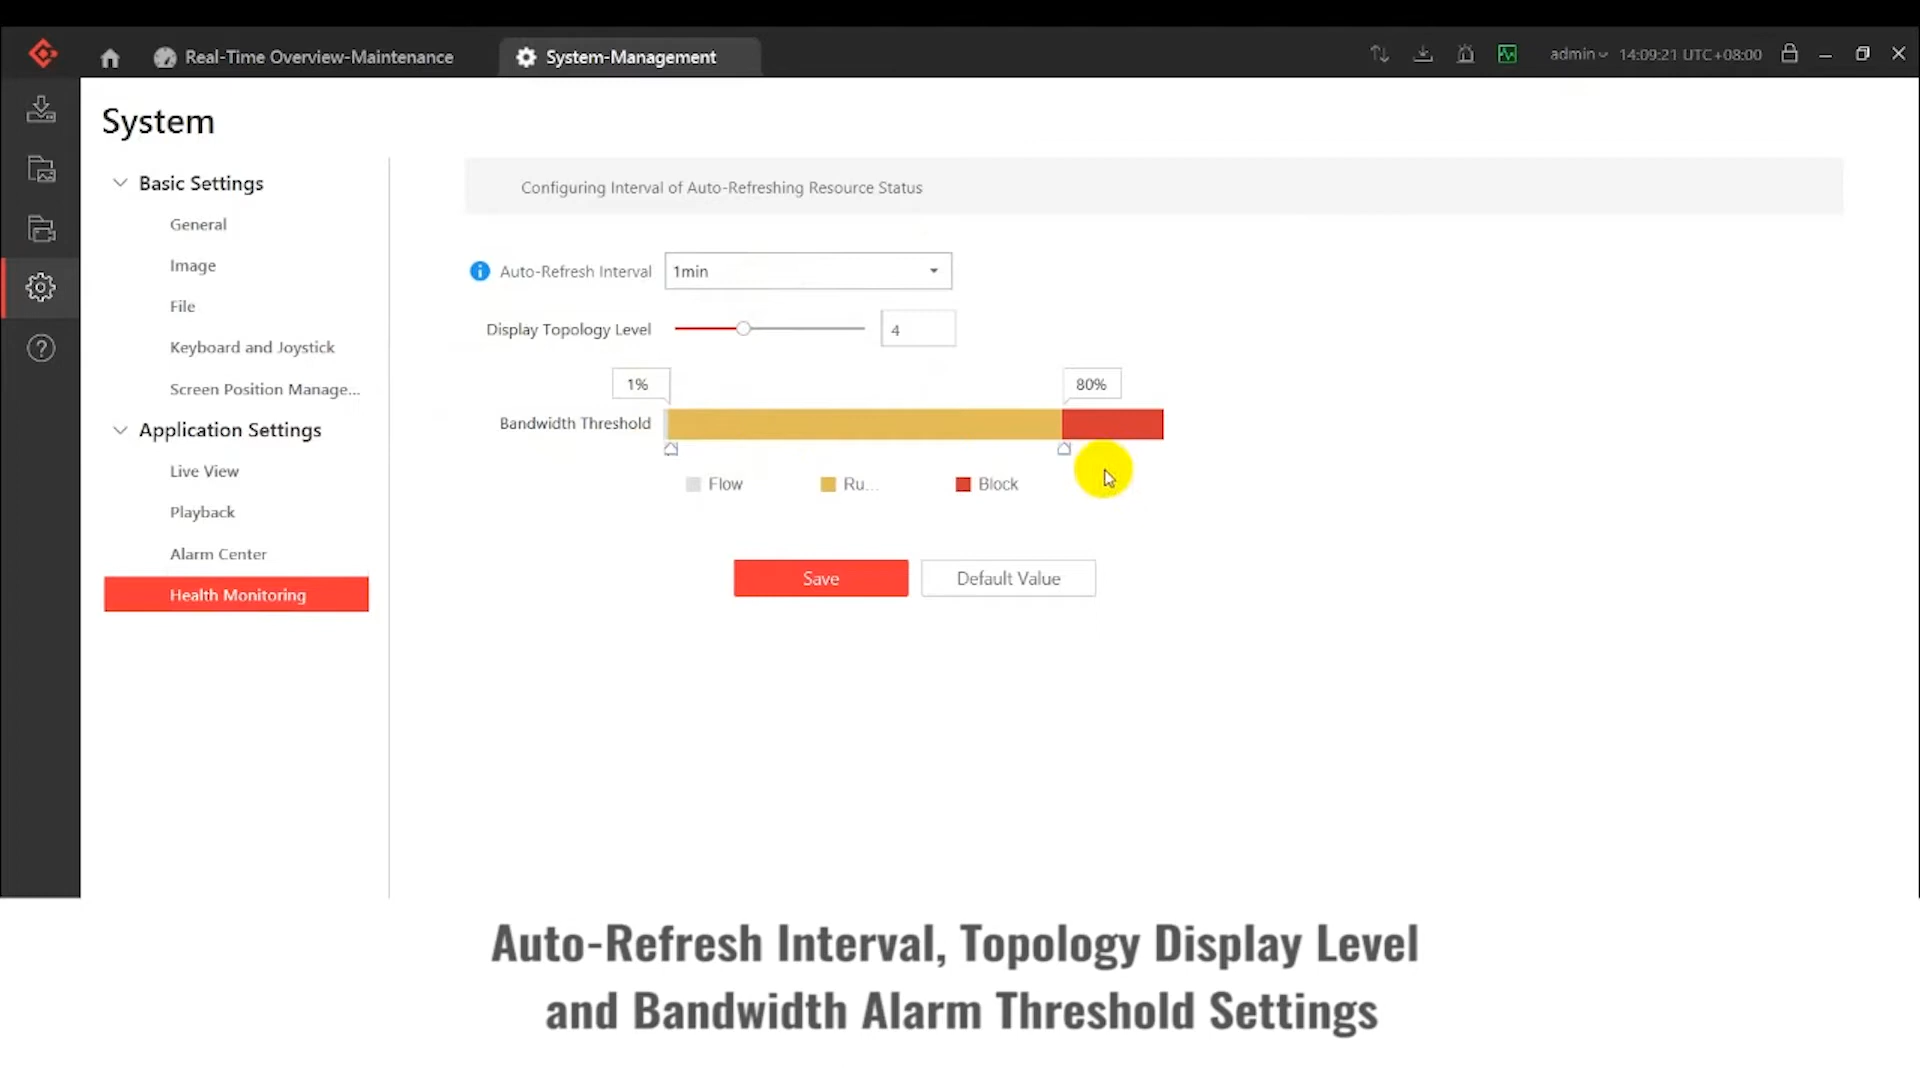 Real-Time Overview-Maintenance
System-Management
admin
14:09:21 UTC+08:00
System
Basic Settings
General
Image
File
Keyboard and Joystick
Screen Position Manage...
Application Settings
Live View
Playback
Alarm Center
Health Monitoring
Configuring Interval of Auto-Refreshing Resource Status
Auto-Refresh Interval
1min
Display Topology Level
4
1%
80%
Bandwidth Threshold
Flow
Ru...
Block
Save
Default Value
Auto-Refresh Interval, Topology Display Level
and Bandwidth Alarm Threshold Settings